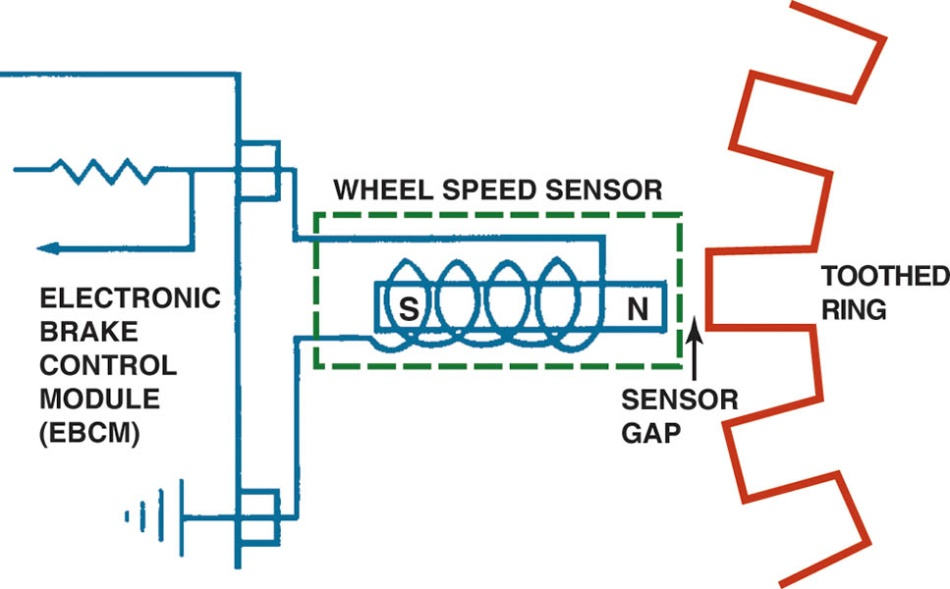 WHEEL SPEED SENSOR
S
N
TOOTHED
RING
ELECTRONIC
BRAKE
CONTROL
MODULE
(EBCM)
SENSOR
GAP